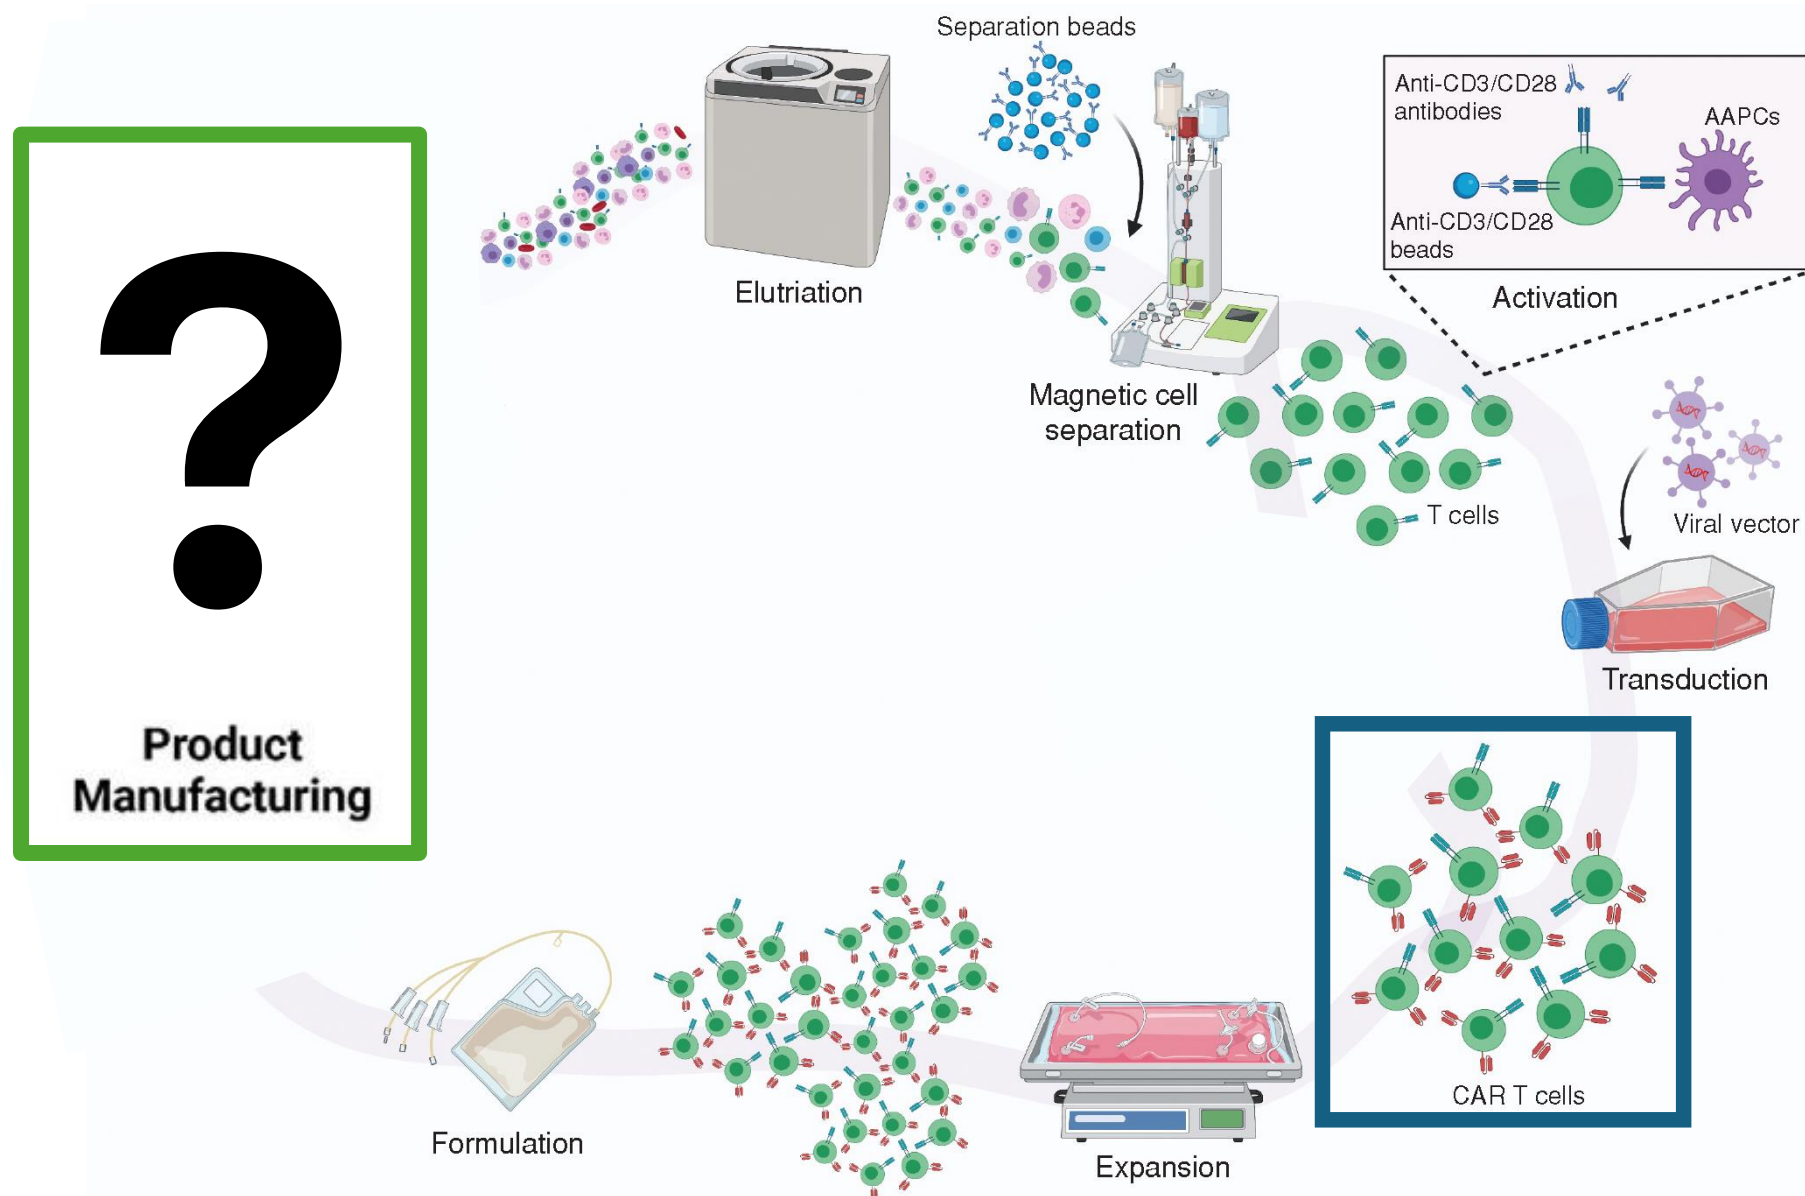 Separation beads
Anti-CD3/CD28
antibodies
AAPCs
Anti-CD3/CD28
beads
Elutriation
Activation
Magnetic cell
separation
T cells
Viral vector
?
Transduction
Product
Manufacturing
CAR T cells
Formulation
Expansion